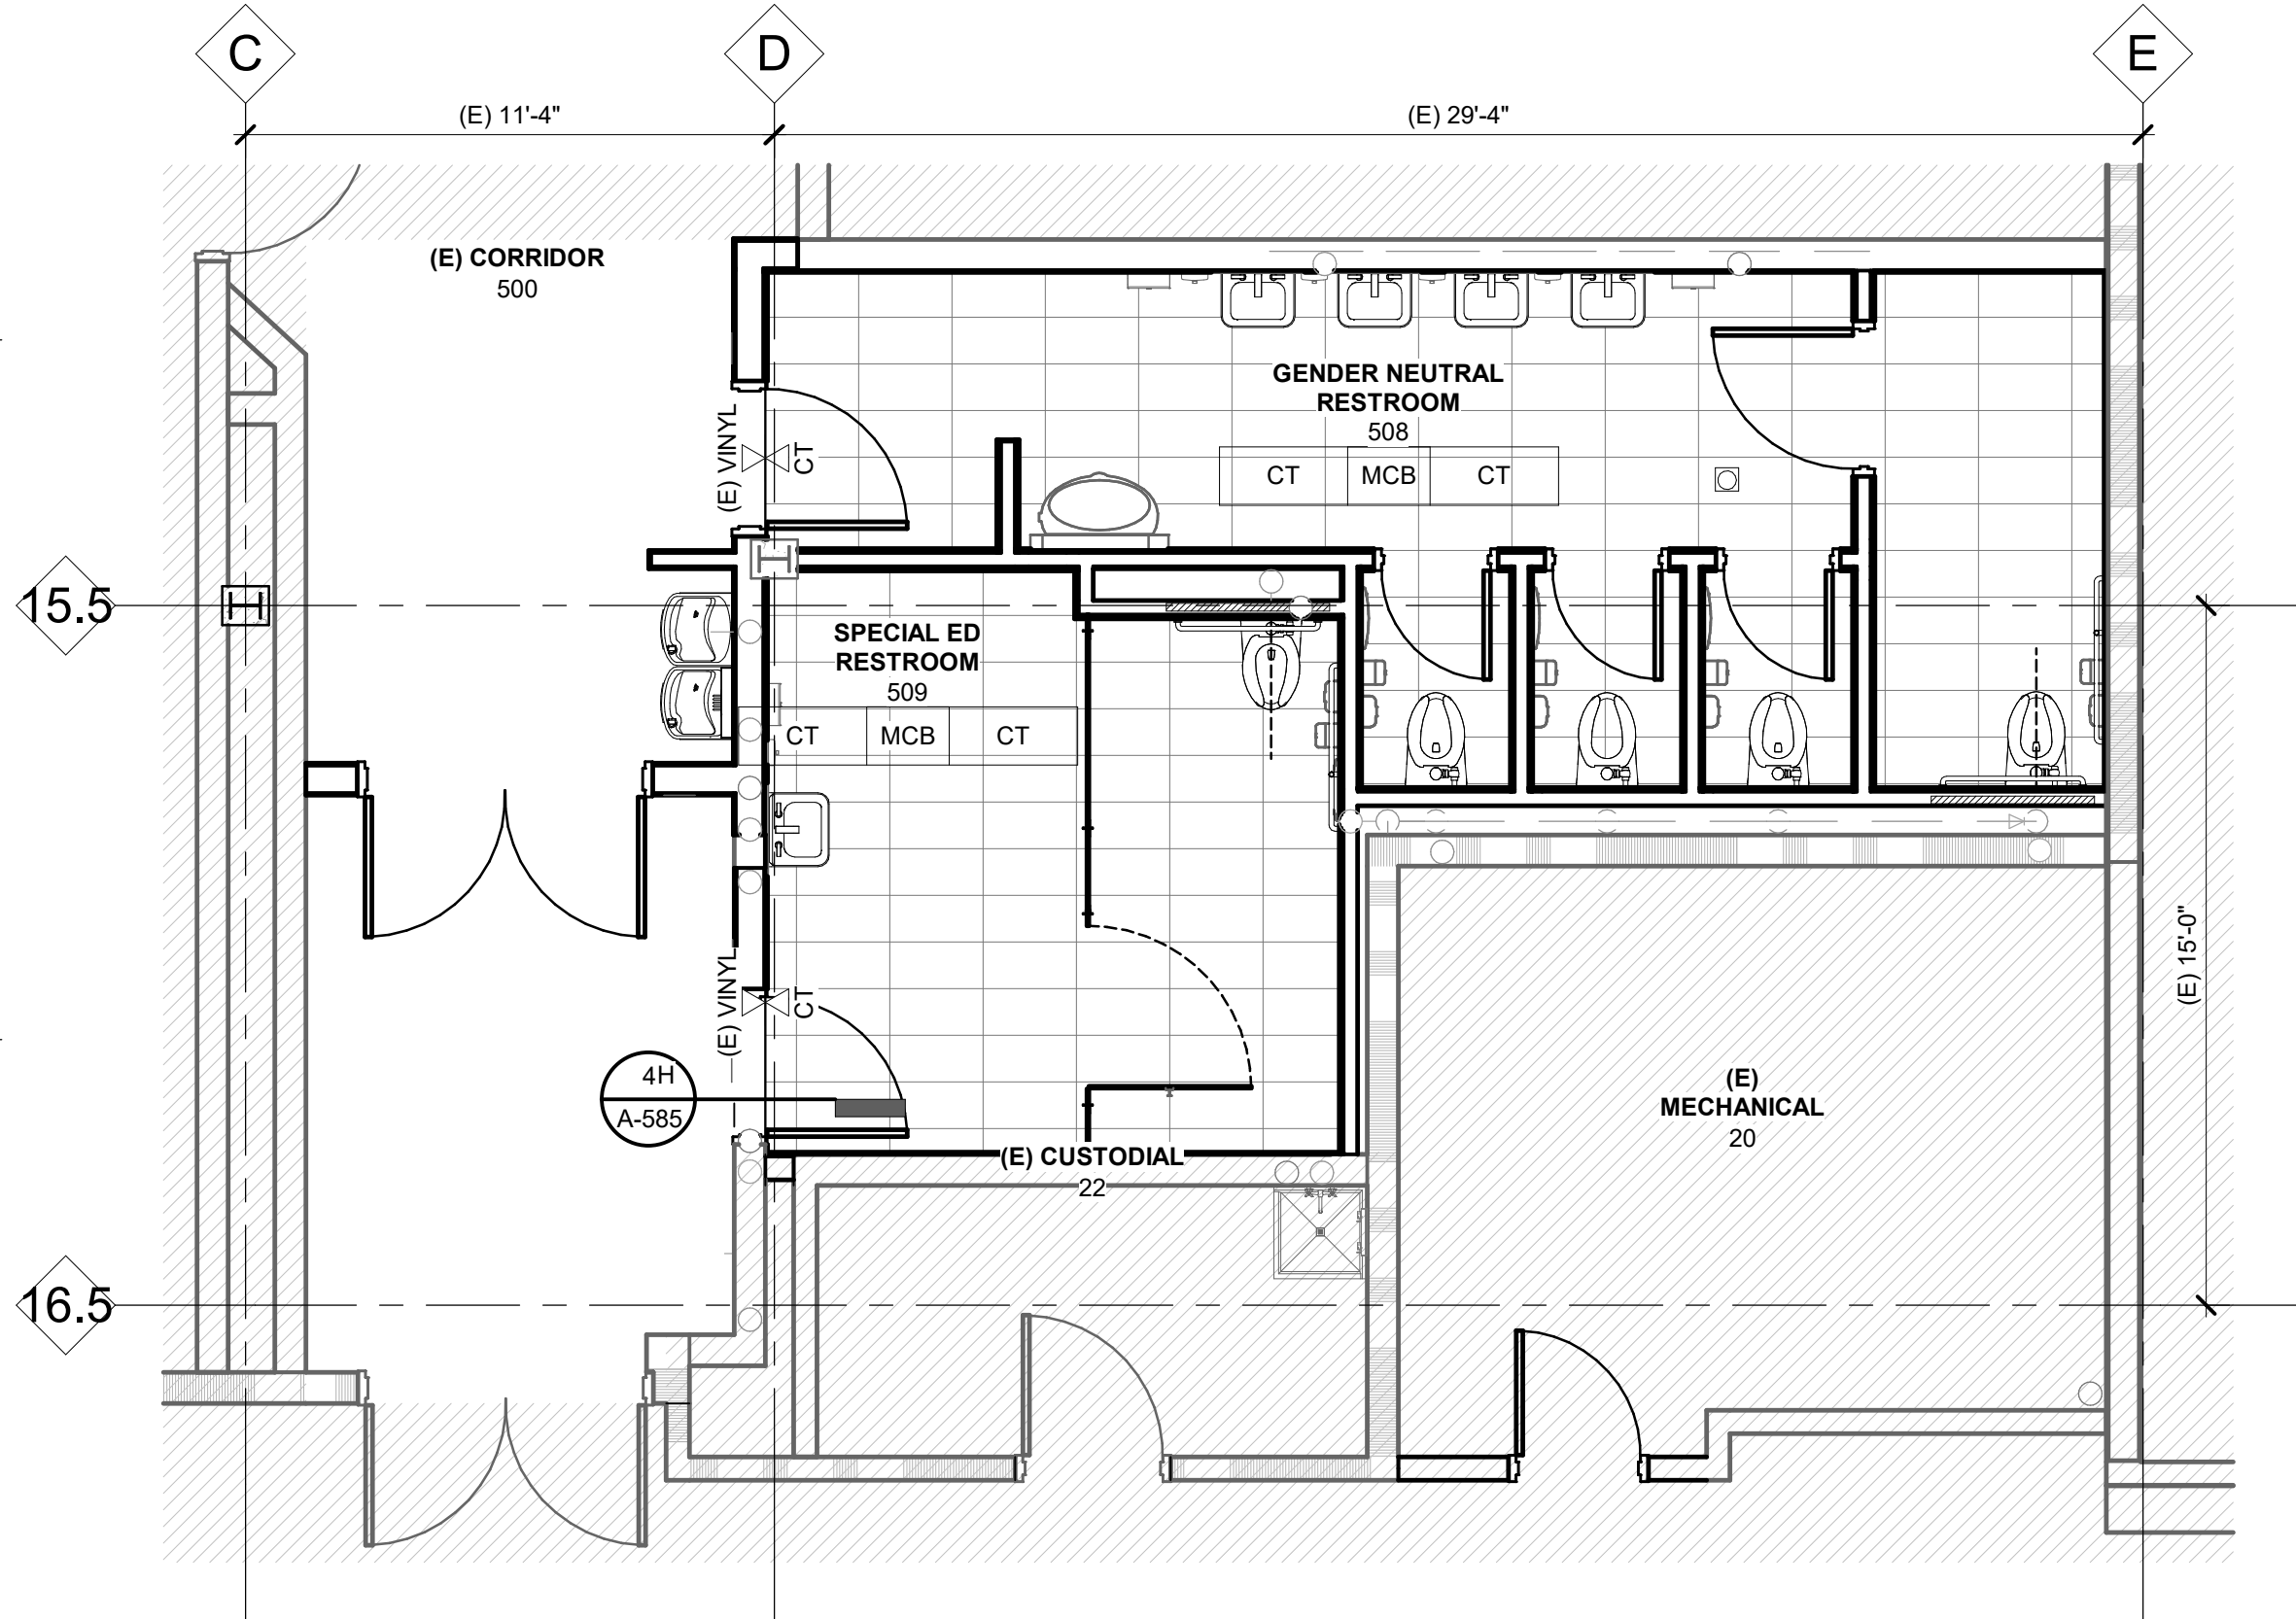 C
D
E
(E) 11'-4"
(E) 29'-4"
(E) CORRIDOR
500
GENDER NEUTRAL
RESTROOM
508
CT
MCB
CT
(E) VINYL
CT
15.5
SPECIAL ED
RESTROOM
509
CT
MCB
CT
(E) VINYL
CT
4H
A-585
(E) 15'-0"
(E)
MECHANICAL
20
(E) CUSTODIAL
22
16.5